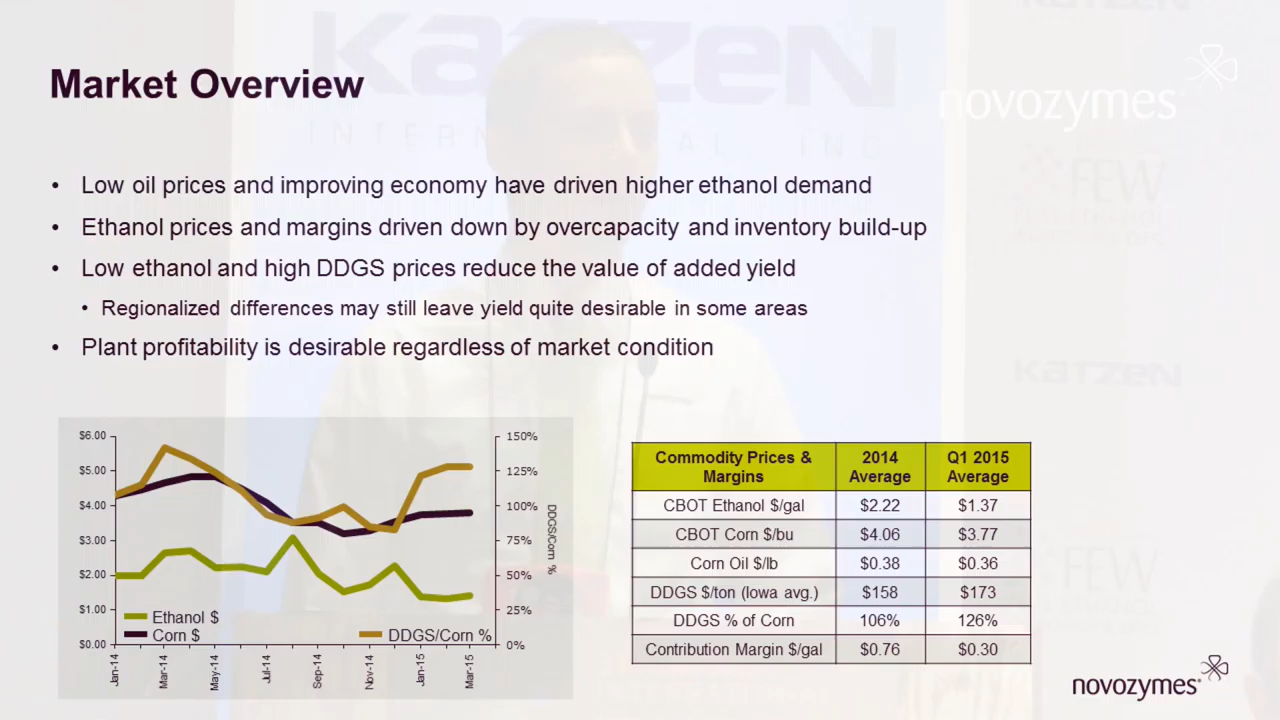 KATZEN
INTERN AL, INC
Market Overview
novozymes
FEW
• Low oil prices and improving economy have driven higher ethanol demand
• Ethanol prices and margins driven down by overcapacity and inventory build-up
• Low ethanol and high DDGS prices reduce the value of added yield
• Regionalized differences may still leave yield quite desirable in some areas
• Plant profitability is desirable regardless of market condition
KATZEN
$6.00 150%
$5.00 125%
$4.00 100%
$3.00 75%
$2.00 50%
$1.00 25%
$0.00 0%
DDGS/Corn %
Ethanol $
Corn $ DDGS/Corn %
Jan-14 Mar-14 May-14 Jul-14 Sep-14 Nov-14 Jan-15 Mar-15
Commodity Prices & Margins 2014 Average Q1 2015 Average
CBOT Ethanol $/gal $2.22 $1.37
CBOT Corn $/bu $4.06 $3.77
Corn Oil $/lb $0.38 $0.36
DDGS $/ton (Iowa avg.) $158 $173
DDGS % of Corn 106% 126%
Contribution Margin $/gal $0.76 $0.30
FEW
novozymes